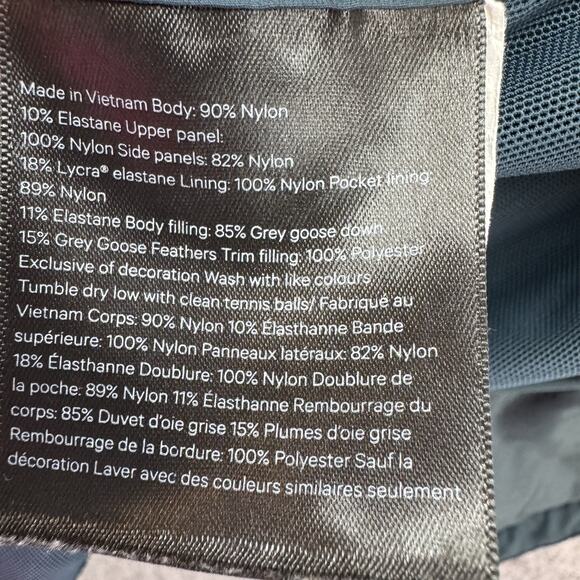 Made in Vietnam Body: 90% Nylon
10% Elastane Upper panel:
100% Nylon Side panels: 82% Nylon
18% Lycra® elastane Lining: 100% Nylon Pocket lining:
89% Nylon
11% Elastane Body filling: 85% Grey goose down
15% Grey Goose Feathers Trim filling: 100% Polyester
Exclusive of decoration Wash with like colours
Tumble dry low with clean tennis balls/ Fabriqué au
Vietnam Corps: 90% Nylon 10% Élasthanne Bande
supérieure: 100% Nylon Panneaux latéraux: 82% Nylon
18% Élasthanne Doublure: 100% Nylon Doublure de
la poche: 89% Nylon 11% Élasthanne Rembourrage du
corps: 85% Duvet d'oie grise 15% Plumes d'oie grise
Rembourrage de la bordure: 100% Polyester Sauf la
décoration Laver avec des couleurs similaires seulement